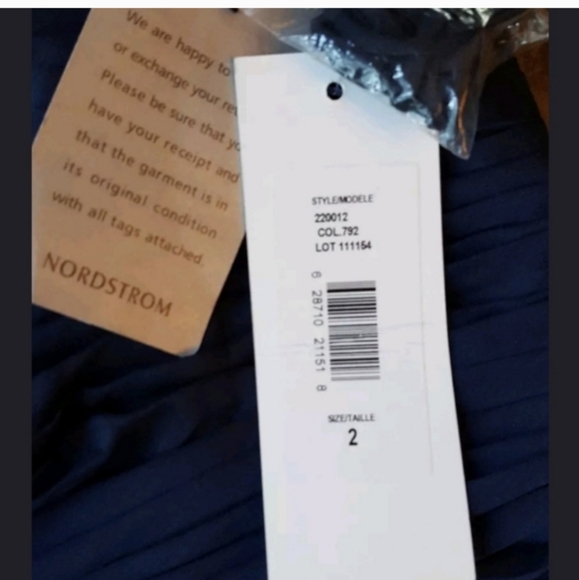 We are happy to
or exchange your re
Please be sure that yo
have your receipt and
that the garment is in
its original condition
with all tags attached.
NORDSTROM
STYLE/MODELE
220012
COL.792
LOT 111154
6 28710 21151 8
SIZE/TAILLE
2